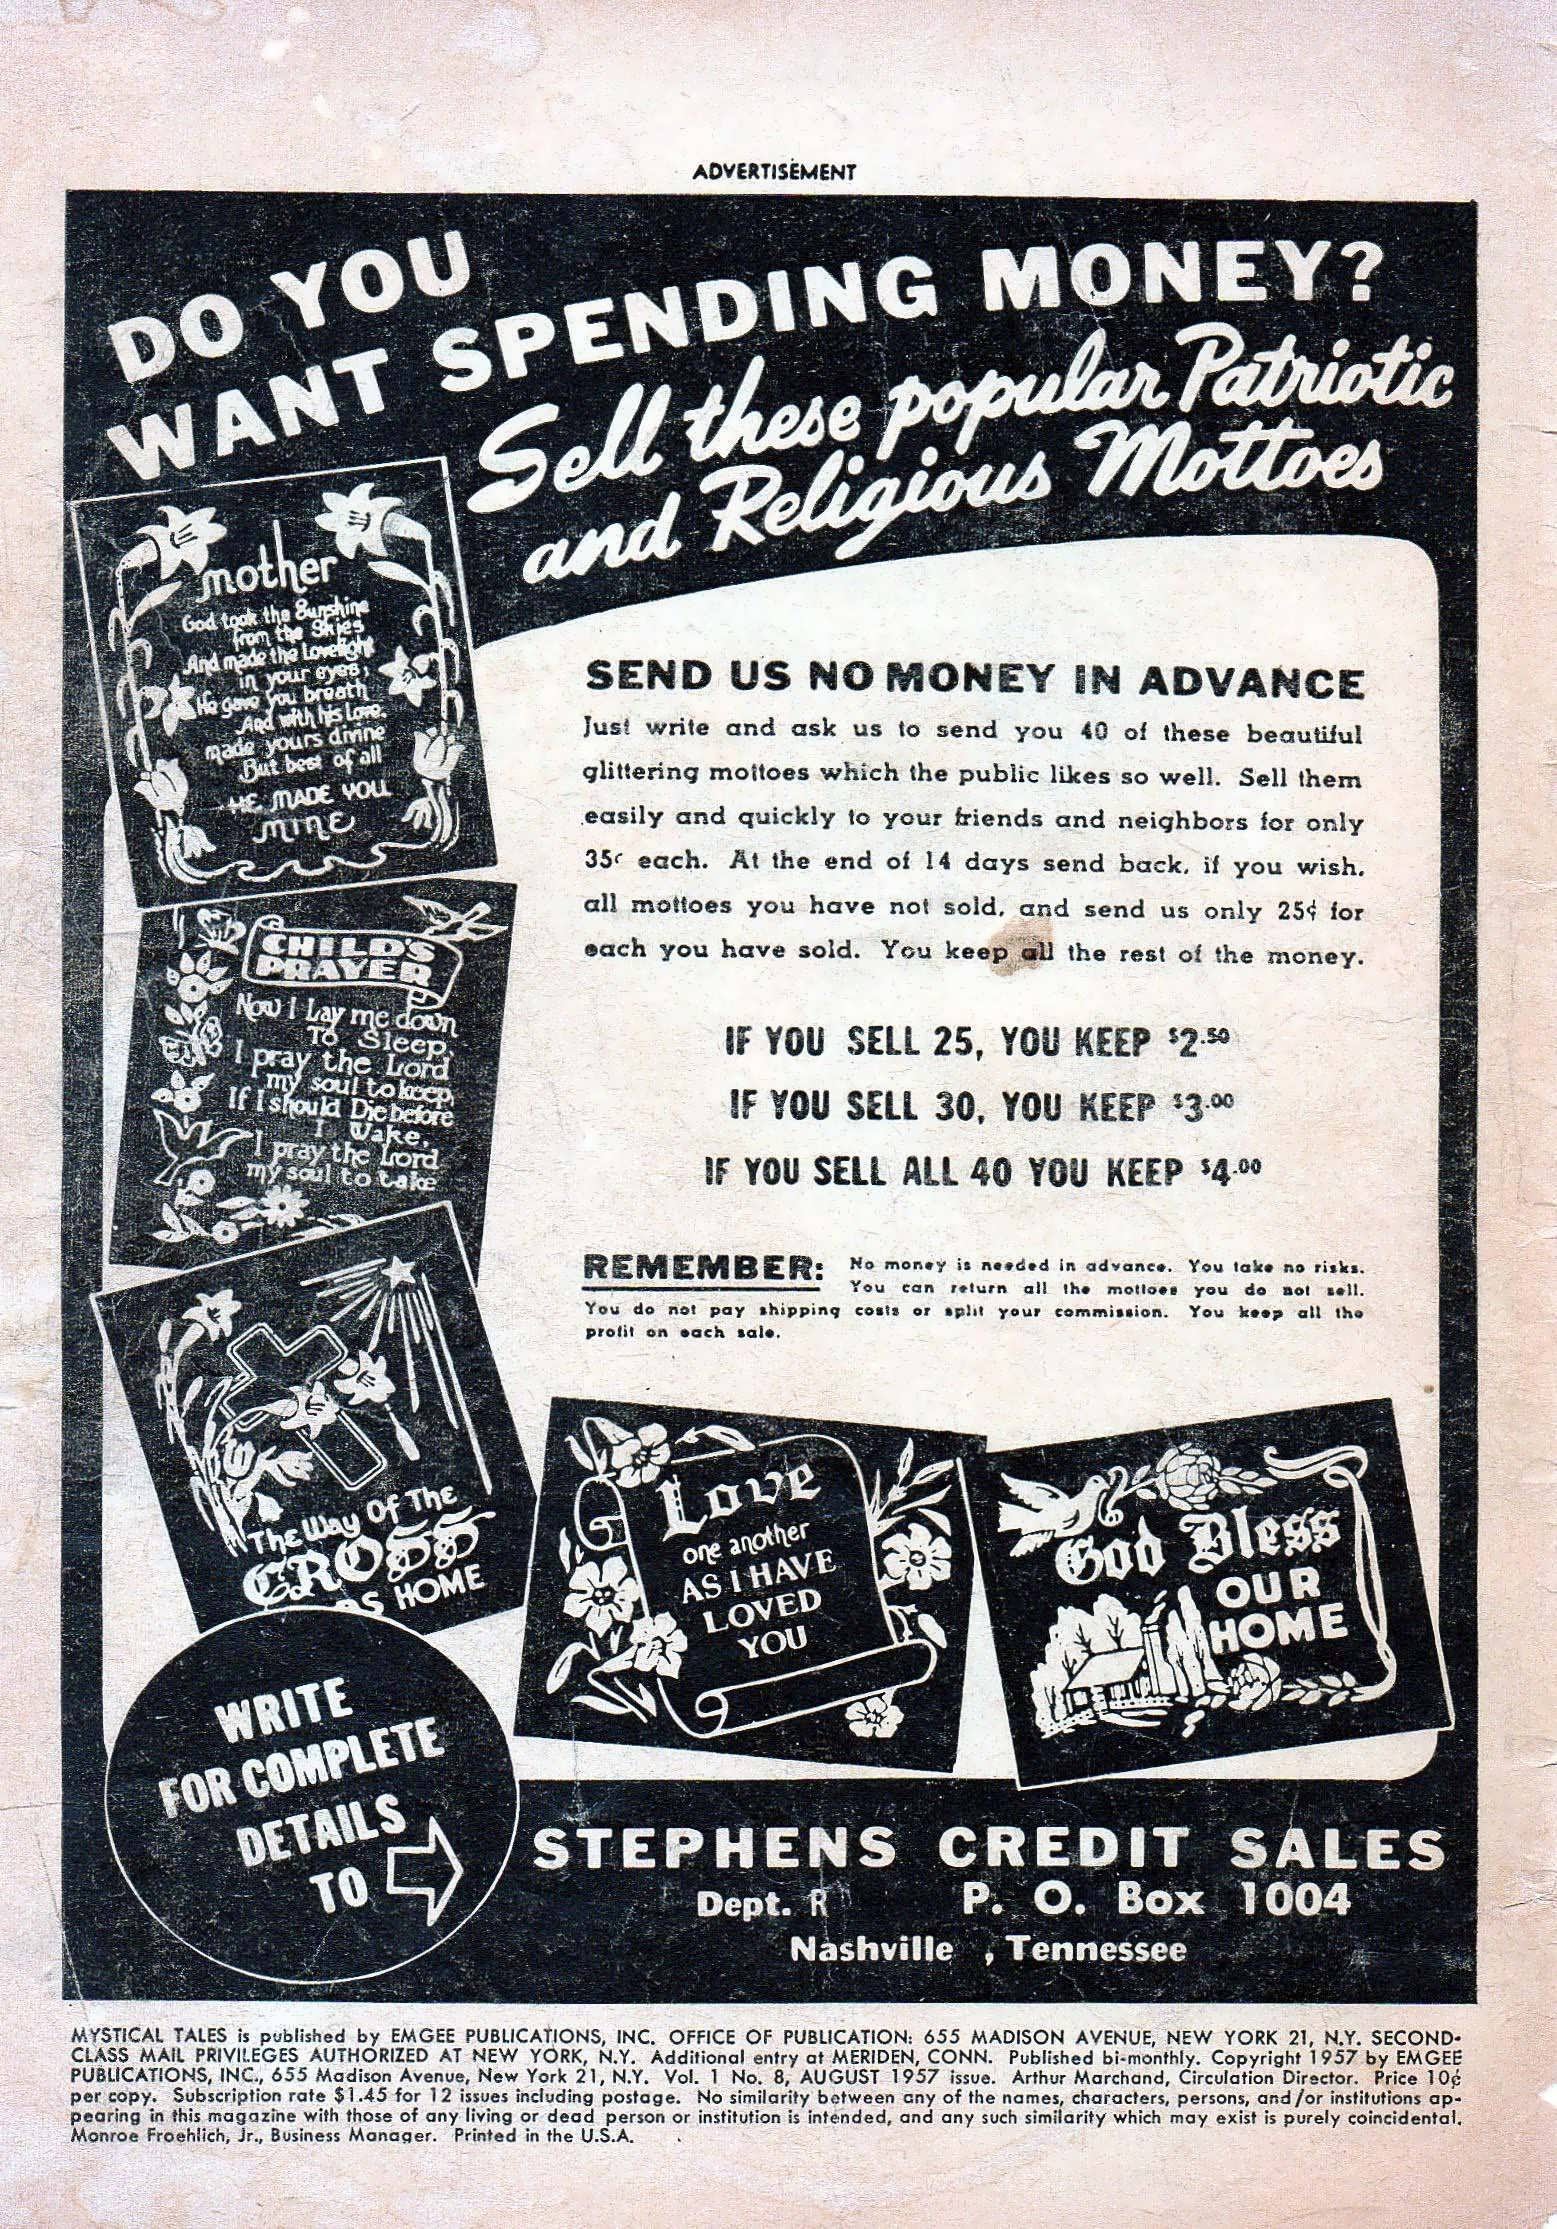 ADVERTISEMENT
DO YOU
WANT SPENDING MONEY?
Sell these popular Patriotic
and Religious Mottoes
mother
God took the Sunshine
from the Skies
And made the Lovelight
in your eyes;
He gave you breath
And with his Love.
made yours divine
But best of all
HE MADE YOU
MINE
CHILD'S
PRAYER
Now I Lay me down
To Sleep,
I pray the Lord
my soul to keep,
If I should Die before
I Wake,
I pray the Lord
my soul to take
The Way Of The
CROSS
HOME
SEND US NO MONEY IN ADVANCE
Just write and ask us to send you 40 of these beautiful
glittering mottoes which the public likes so well. Sell them
easily and quickly to your friends and neighbors for only
35¢ each. At the end of 14 days send back, if you wish,
all mottoes you have not sold, and send us only 25¢ for
each you have sold. You keep all the rest of the money.
IF YOU SELL 25, YOU KEEP $2.50
IF YOU SELL 30, YOU KEEP $3.00
IF YOU SELL ALL 40 YOU KEEP $4.00
REMEMBER: No money is needed in advance. You take no risks.
You can return all the mottoes you do not sell.
You do not pay shipping costs or split your commission. You keep all the
profit on each sale.
Love
one another
AS I HAVE
LOVED
YOU
God Bless
OUR
HOME
WRITE
FOR COMPLETE
DETAILS
TO
STEPHENS CREDIT SALES
Dept. R P. O. Box 1004
Nashville , Tennessee
MYSTICAL TALES is published by EMGEE PUBLICATIONS, INC. OFFICE OF PUBLICATION: 655 MADISON AVENUE, NEW YORK 21, N.Y. SECOND-
CLASS MAIL PRIVILEGES AUTHORIZED AT NEW YORK, N.Y. Additional entry at MERIDEN, CONN. Published bi-monthly. Copyright 1957 by EMGEE
PUBLICATIONS, INC., 655 Madison Avenue, New York 21, N.Y. Vol. 1 No. 8, AUGUST 1957 issue. Arthur Marchand, Circulation Director. Price 10¢
per copy. Subscription rate $1.45 for 12 issues including postage. No similarity between any of the names, characters, persons, and/or institutions ap-
pearing in this magazine with those of any living or dead person or institution is intended, and any such similarity which may exist is purely coincidental.
Monroe Froehlich, Jr., Business Manager. Printed in the U.S.A.